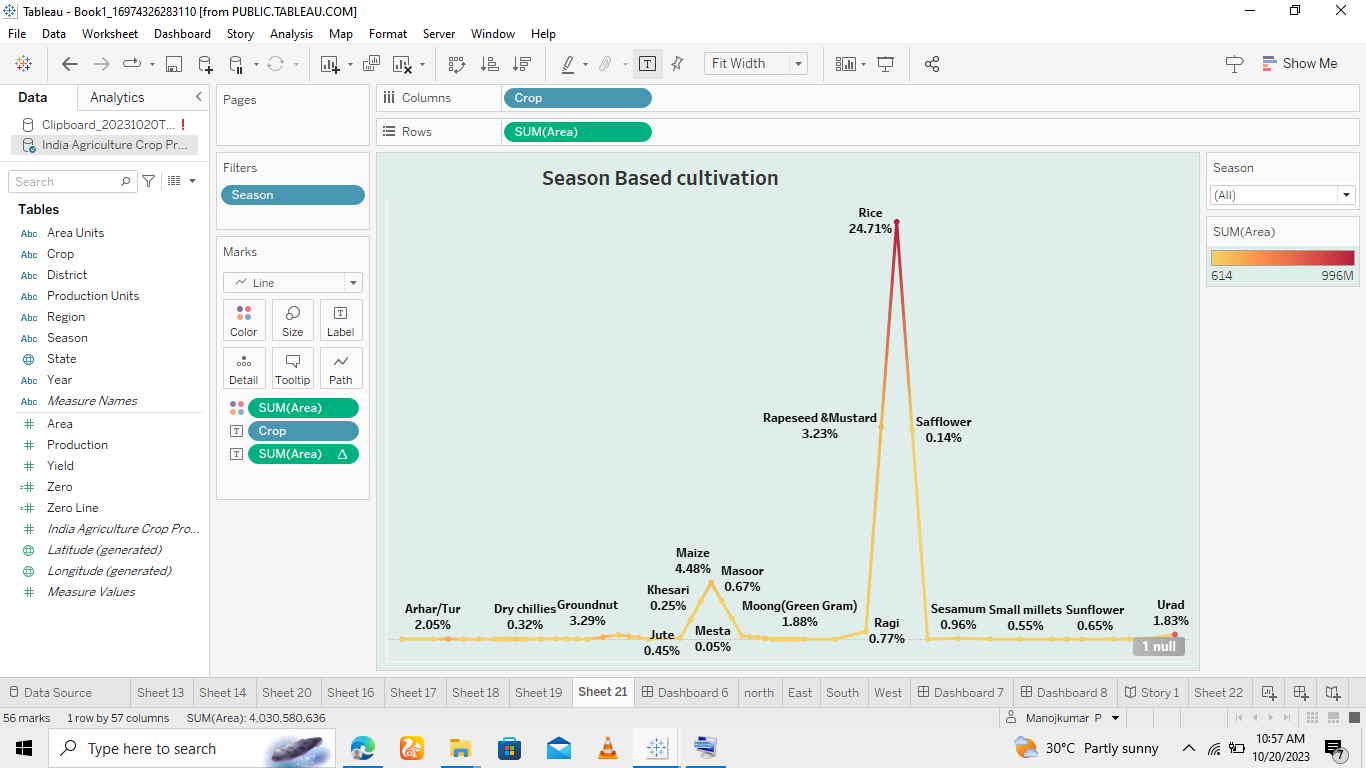 Tableau - Book1_16974326283110 [from PUBLIC.TABLEAU.COM]
File Data Worksheet Dashboard Story Analysis Map Format Server Window Help
Fit Width
Show Me
Data Analytics
Clipboard_20231020T... !
India Agriculture Crop Pr...
Search
Tables
Abc Area Units
Abc Crop
Abc District
Abc Production Units
Abc Region
Abc Season
State
Abc Year
Abc Measure Names
Area
Production
Yield
Zero
Zero Line
India Agriculture Crop Pro...
Latitude (generated)
Longitude (generated)
Measure Values
Pages
Filters
Season
Marks
Line
Color Size Label
Detail Tooltip Path
SUM(Area)
Crop
SUM(Area)
Columns Crop
Rows SUM(Area)
Season Based cultivation
Rice
24.71%
Rapeseed &Mustard
3.23%
Safflower
0.14%
Maize
4.48%
Masoor
0.67%
Khesari
0.25%
Arhar/Tur
2.05%
Dry chillies
0.32%
Groundnut
3.29%
Jute
0.45%
Mesta
0.05%
Moong(Green Gram)
1.88%
Ragi
0.77%
Sesamum
0.96%
Small millets
0.55%
Sunflower
0.65%
Urad
1.83%
1 null
Season
(All)
SUM(Area)
614 996M
Data Source Sheet 13 Sheet 14 Sheet 20 Sheet 16 Sheet 17 Sheet 18 Sheet 19 Sheet 21 Dashboard 6 north East South West Dashboard 7 Dashboard 8 Story 1 Sheet 22
56 marks 1 row by 57 columns SUM(Area): 4,030,580,636
Manojkumar P
Type here to search
30°C Partly sunny
10:57 AM
10/20/2023
7